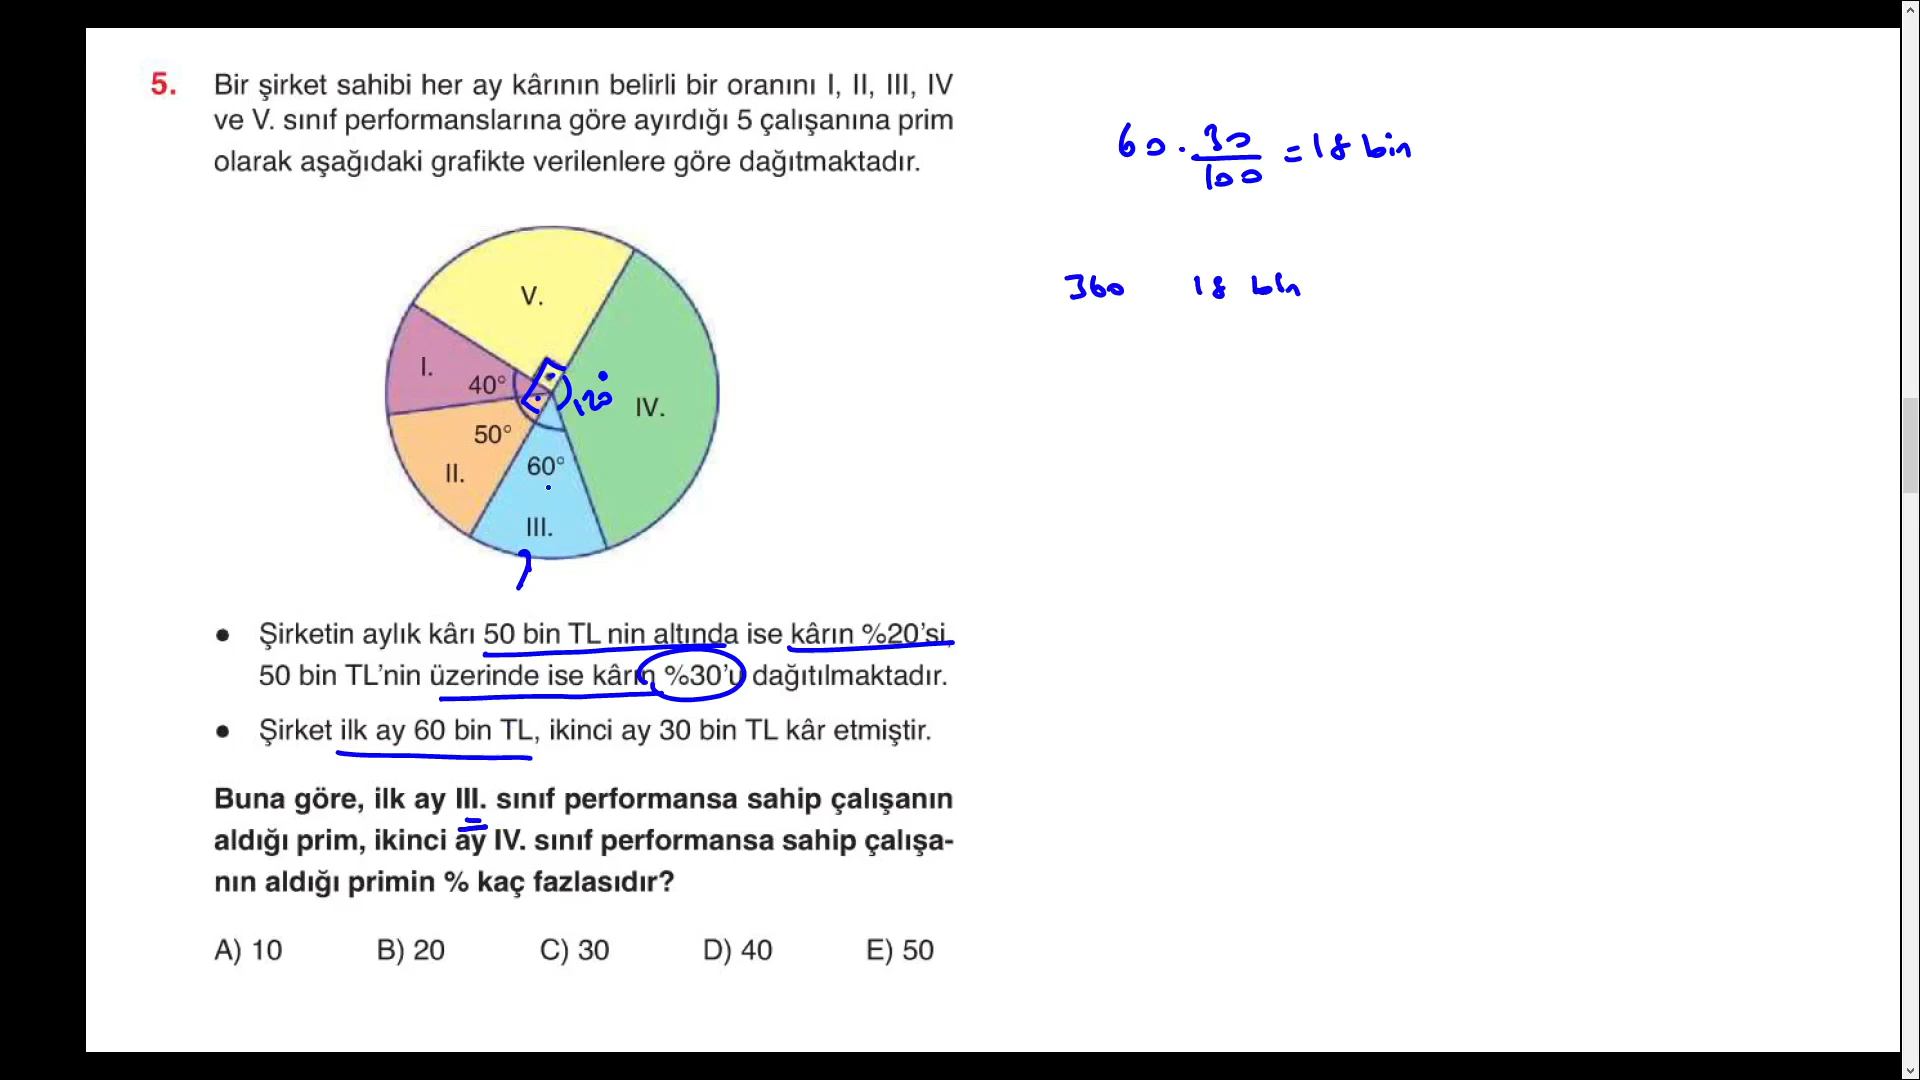 5. Bir şirket sahibi her ay kârının belirli bir oranını I, II, III, IV
ve V. sınıf performanslarına göre ayırdığı 5 çalışanına prim
olarak aşağıdaki grafikte verilenlere göre dağıtmaktadır.
60 · 30/100 = 18 bin
360 18 bin
V.
I.
40°
120°
IV.
50°
II.
60°
III.
• Şirketin aylık kârı 50 bin TL nin altında ise kârın %20’si,
50 bin TL’nin üzerinde ise kârın %30’u dağıtılmaktadır.
• Şirket ilk ay 60 bin TL, ikinci ay 30 bin TL kâr etmiştir.
Buna göre, ilk ay III. sınıf performansa sahip çalışanın
aldığı prim, ikinci ay IV. sınıf performansa sahip çalışa-
nın aldığı primin % kaç fazlasıdır?
A) 10 B) 20 C) 30 D) 40 E) 50